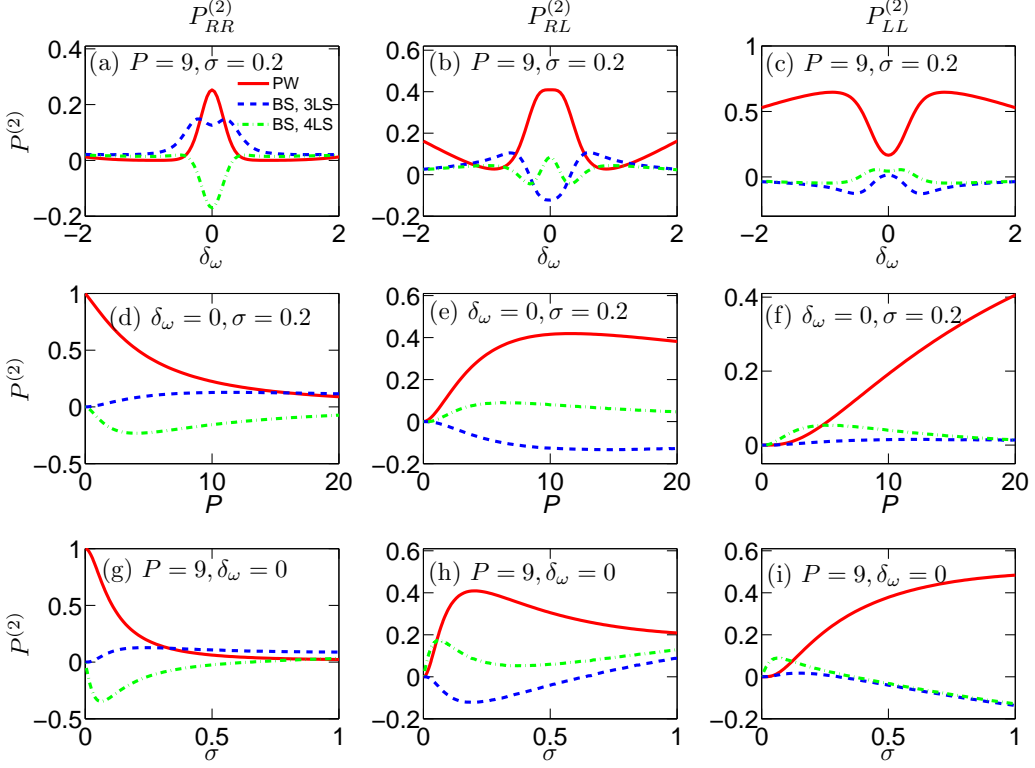 P_{RR}^{(2)} P_{RL}^{(2)} P_{LL}^{(2)}
(a) P = 9, σ = 0.2
PW
BS, 3LS
BS, 4LS
0.4
0.2
0
−0.2
P^{(2)}
−2 0 2
δ_ω
(b) P = 9, σ = 0.2
0.6
0.4
0.2
0
−0.2
−2 0 2
δ_ω
(c) P = 9, σ = 0.2
1
0.5
0
−2 0 2
δ_ω
(d) δ_ω = 0, σ = 0.2
1
0.5
0
−0.5
P^{(2)}
0 10 20
P
(e) δ_ω = 0, σ = 0.2
0.6
0.4
0.2
0
−0.2
0 10 20
P
(f) δ_ω = 0, σ = 0.2
0.4
0.2
0
0 10 20
P
(g) P = 9, δ_ω = 0
1
0.5
0
−0.5
P^{(2)}
0 0.5 1
σ
(h) P = 9, δ_ω = 0
0.6
0.4
0.2
0
−0.2
0 0.5 1
σ
(i) P = 9, δ_ω = 0
0.6
0.4
0.2
0
−0.2
0 0.5 1
σ